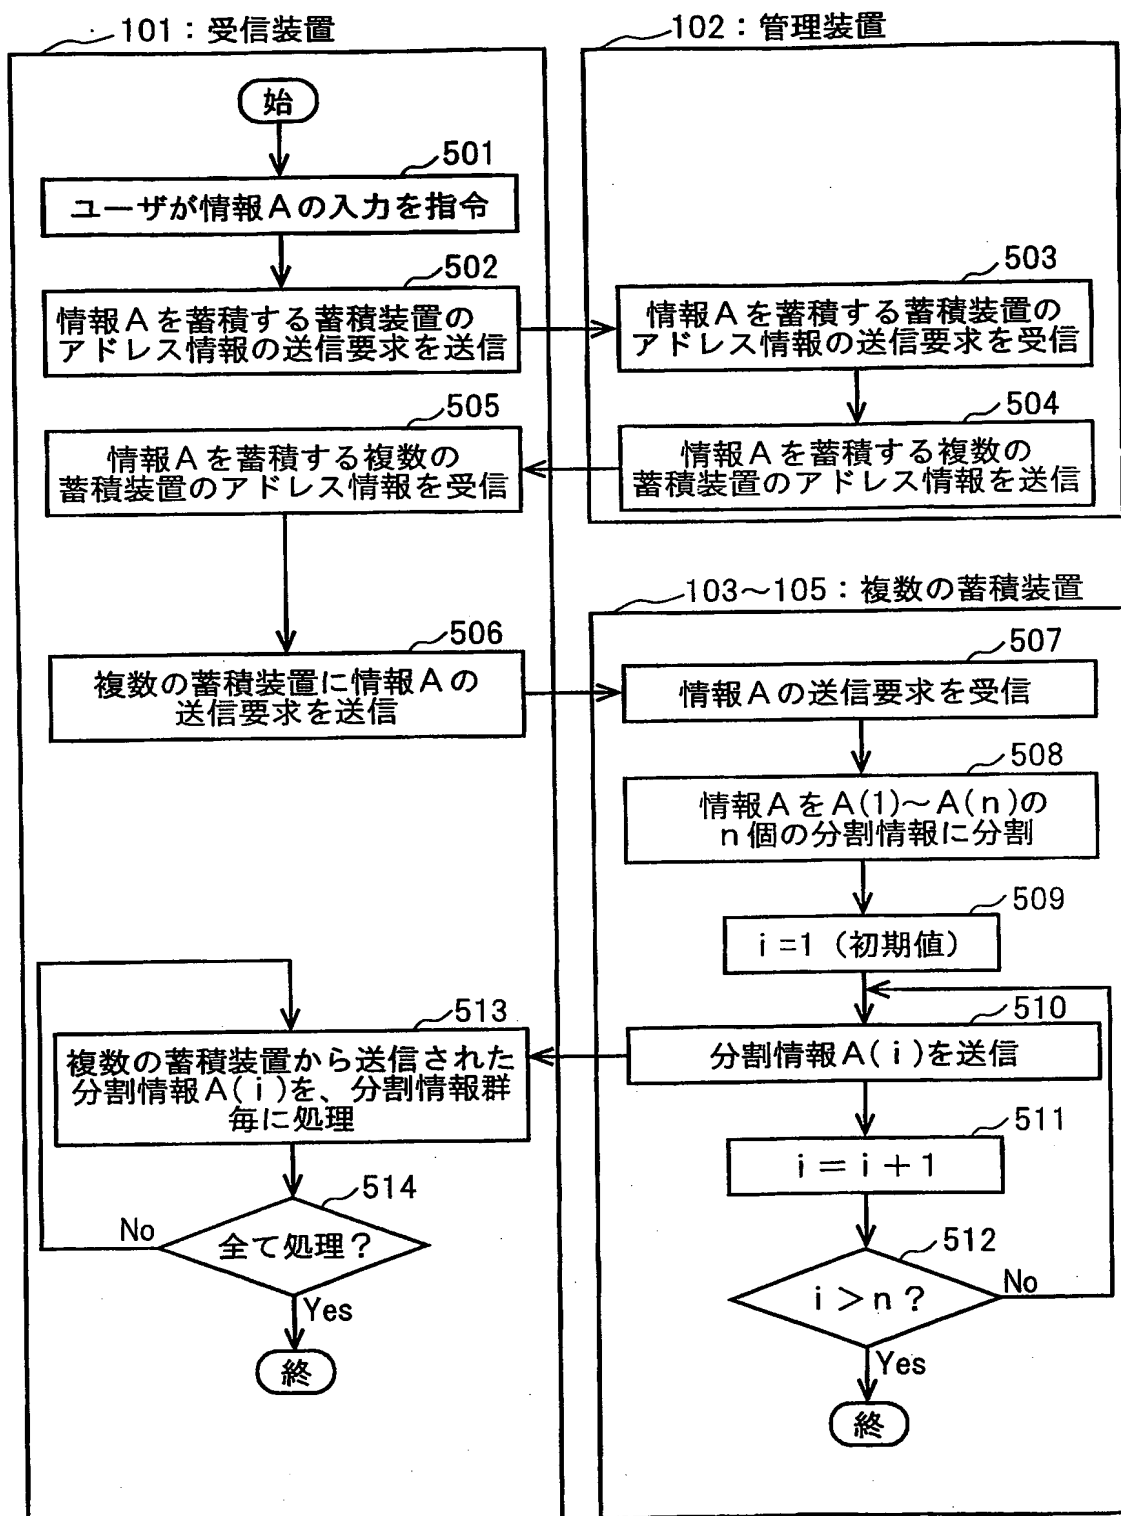 101：受信装置
始
501
ユーザが情報Aの入力を指令
502
情報Aを蓄積する蓄積装置の
アドレス情報の送信要求を送信
505
情報Aを蓄積する複数の
蓄積装置のアドレス情報を受信
506
複数の蓄積装置に情報Aの
送信要求を送信
513
複数の蓄積装置から送信された
分割情報A(i)を、分割情報群
毎に処理
514
全て処理？
No
Yes
終
102：管理装置
503
情報Aを蓄積する蓄積装置の
アドレス情報の送信要求を受信
504
情報Aを蓄積する複数の
蓄積装置のアドレス情報を送信
103～105：複数の蓄積装置
507
情報Aの送信要求を受信
508
情報AをA(1)～A(n)の
n個の分割情報に分割
509
i=1（初期値）
510
分割情報A(i)を送信
511
i＝i＋1
512
i＞n？
No
Yes
終